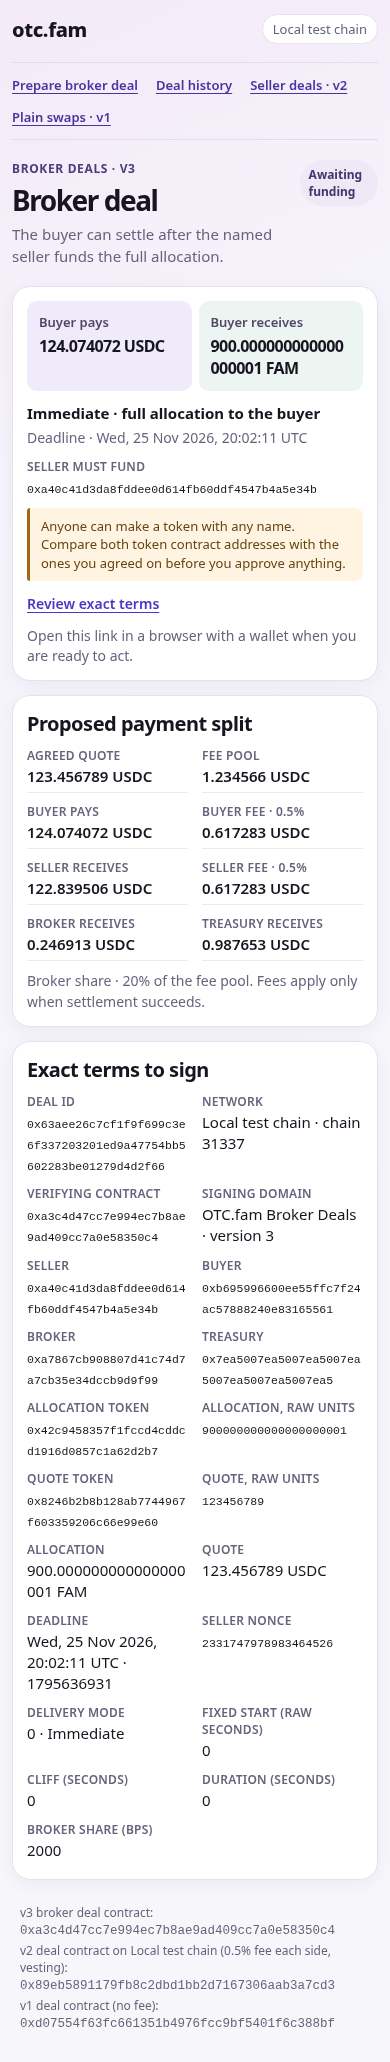 otc.fam
Local test chain
Prepare broker deal
Deal history
Seller deals · v2
Plain swaps · v1
BROKER DEALS · V3
Broker deal
Awaiting
funding
The buyer can settle after the named
seller funds the full allocation.
Buyer pays
124.074072 USDC
Buyer receives
900.000000000000
000001 FAM
Immediate · full allocation to the buyer
Deadline · Wed, 25 Nov 2026, 20:02:11 UTC
SELLER MUST FUND
0xa40c41d3da8fddee0d614fb60ddf4547b4a5e34b
Anyone can make a token with any name.
Compare both token contract addresses with the
ones you agreed on before you approve anything.
Review exact terms
Open this link in a browser with a wallet when you
are ready to act.
Proposed payment split
AGREED QUOTE
123.456789 USDC
FEE POOL
1.234566 USDC
BUYER PAYS
124.074072 USDC
BUYER FEE · 0.5%
0.617283 USDC
SELLER RECEIVES
122.839506 USDC
SELLER FEE · 0.5%
0.617283 USDC
BROKER RECEIVES
0.246913 USDC
TREASURY RECEIVES
0.987653 USDC
Broker share · 20% of the fee pool. Fees apply only
when settlement succeeds.
Exact terms to sign
DEAL ID
0x63aee26c7cf1f9f699c3e
6f337203201ed9a47754bb5
602283be01279d4d2f66
NETWORK
Local test chain · chain
31337
VERIFYING CONTRACT
0xa3c4d47cc7e994ec7b8ae
9ad409cc7a0e58350c4
SIGNING DOMAIN
OTC.fam Broker Deals
· version 3
SELLER
0xa40c41d3da8fddee0d614
fb60ddf4547b4a5e34b
BUYER
0xb695996600ee55ffc7f24
ac57888240e83165561
BROKER
0xa7867cb908807d41c74d7
a7cb35e34dccb9d9f99
TREASURY
0x7ea5007ea5007ea5007ea
5007ea5007ea5007ea5
ALLOCATION TOKEN
0x42c9458357f1fccd4cddc
d1916d0857c1a62d2b7
ALLOCATION, RAW UNITS
900000000000000000001
QUOTE TOKEN
0x8246b2b8b128ab7744967
f603359206c66e99e60
QUOTE, RAW UNITS
123456789
ALLOCATION
900.000000000000000
001 FAM
QUOTE
123.456789 USDC
DEADLINE
Wed, 25 Nov 2026,
20:02:11 UTC ·
1795636931
SELLER NONCE
2331747978983464526
DELIVERY MODE
0 · Immediate
FIXED START (RAW
SECONDS)
0
CLIFF (SECONDS)
0
DURATION (SECONDS)
0
BROKER SHARE (BPS)
2000
v3 broker deal contract:
0xa3c4d47cc7e994ec7b8ae9ad409cc7a0e58350c4
v2 deal contract on Local test chain (0.5% fee each side,
vesting):
0x89eb5891179fb8c2dbd1bb2d7167306aab3a7cd3
v1 deal contract (no fee):
0xd07554f63fc661351b4976fcc9bf5401f6c388bf